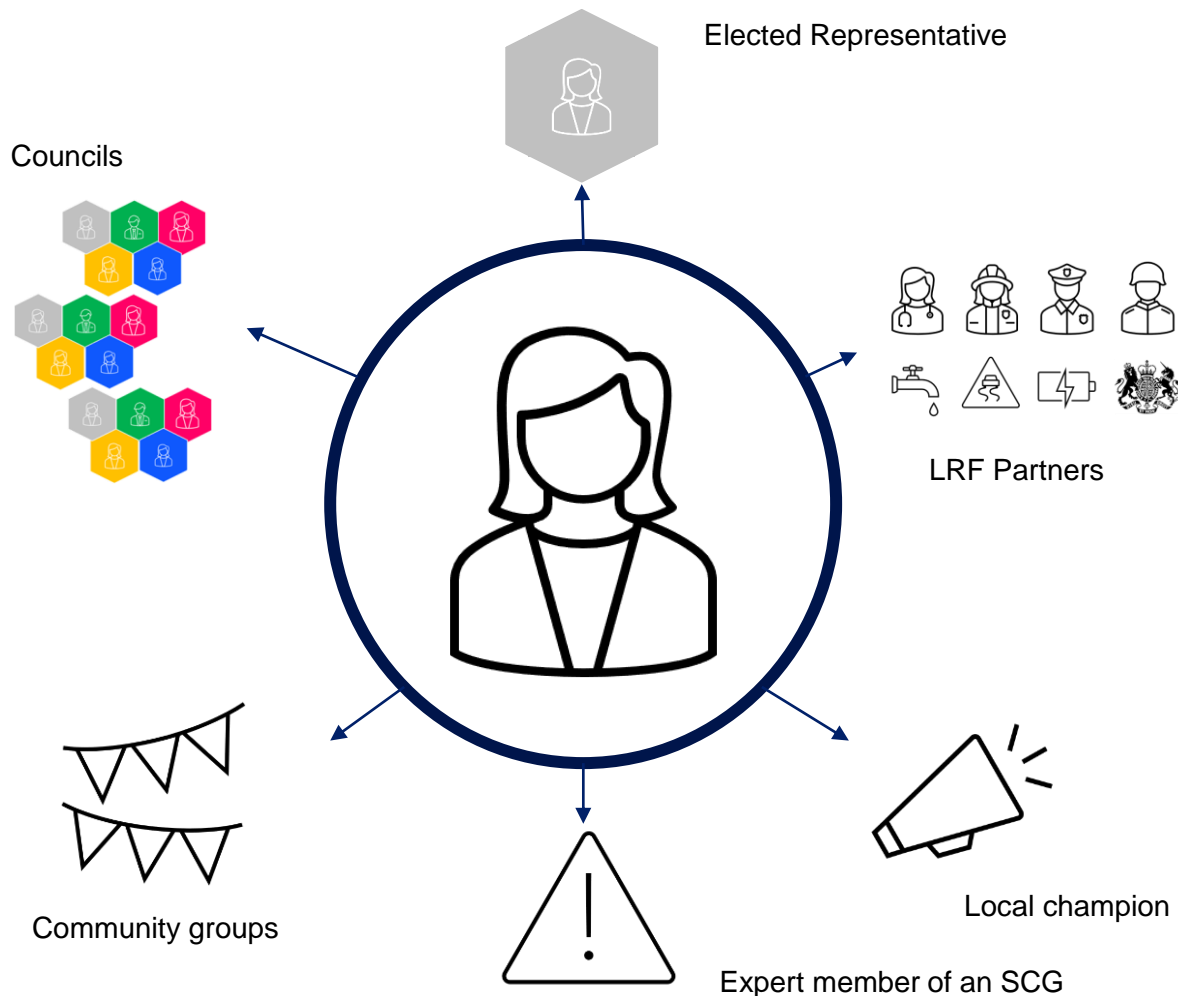 Elected Representative
Councils
LRF Partners
Local champion
Community groups
Expert member of an SCG